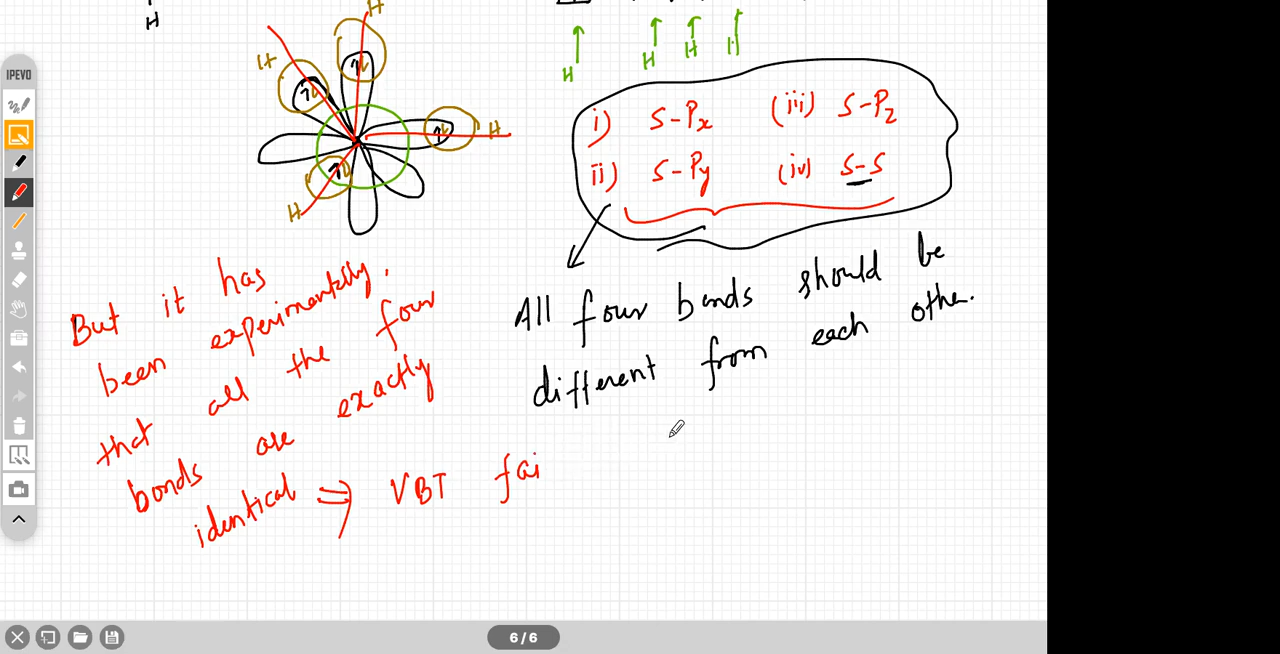 H
H
H
H
H
H
H
H
H
IPEVO
i) S-Px (iii) S-Pz
ii) S-Py (iv) S-S
All four bonds should be
different from each other.
But it has
been experimentally.
that all the four
bonds are exactly
identical ⇒ VBT fai
6/6